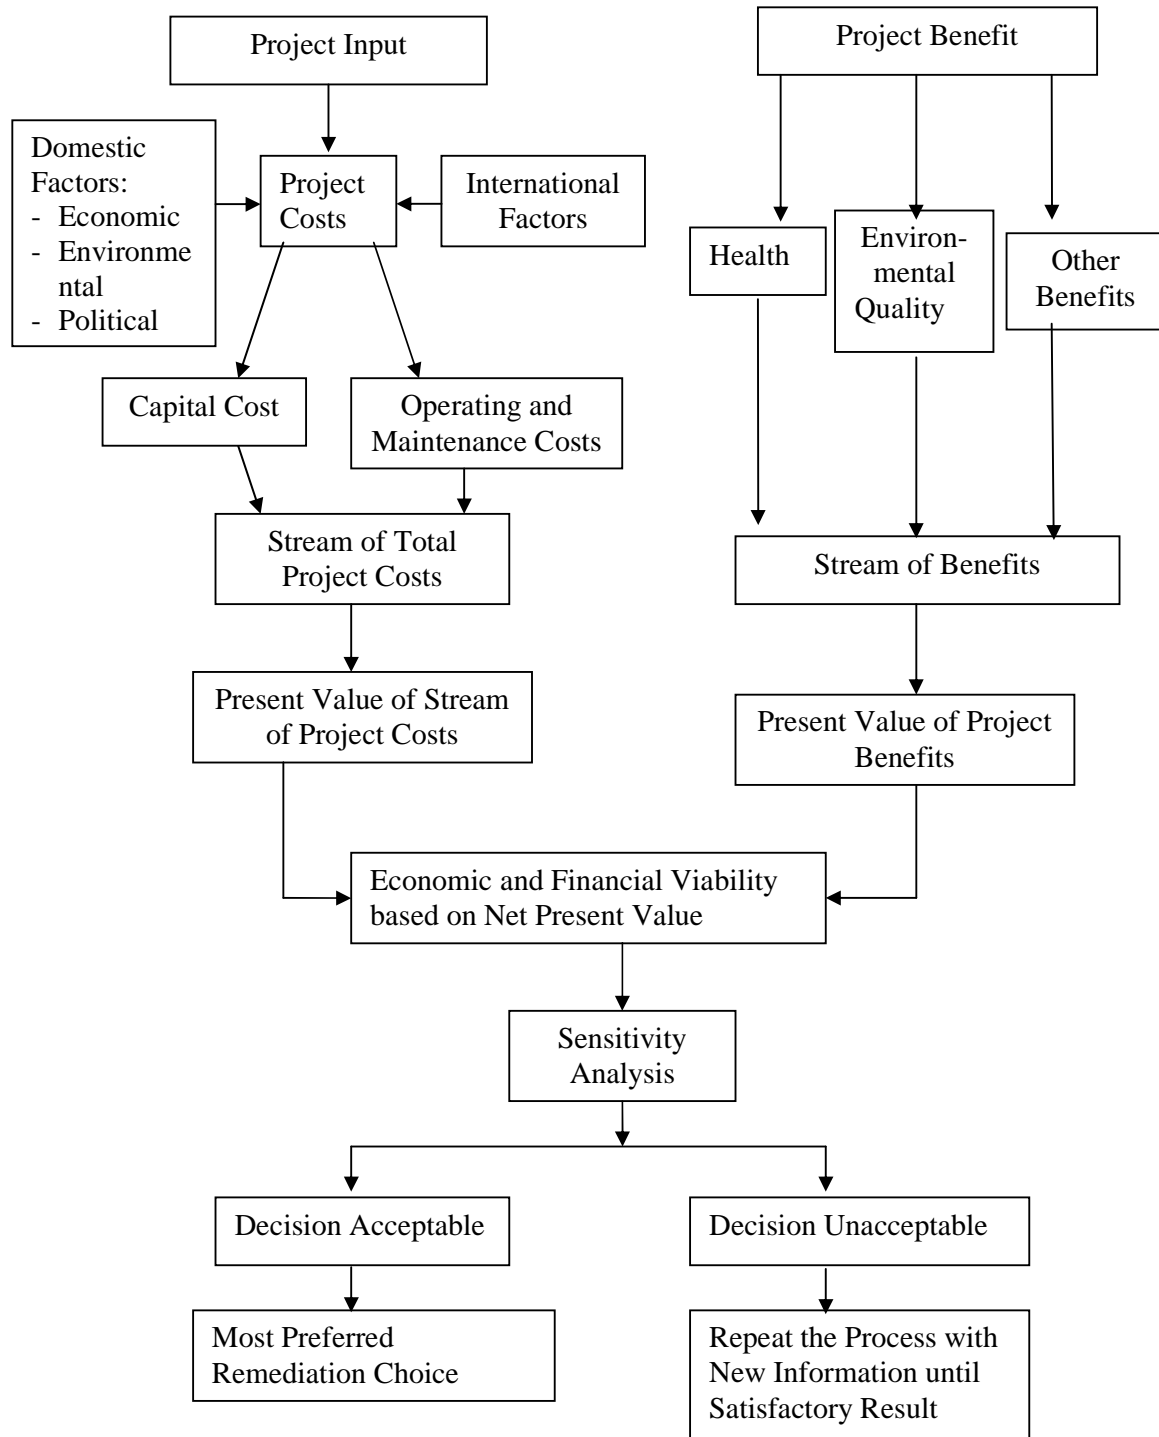 Project Input
Project Benefit
Domestic
Factors:
- Economic
- Environme
ntal
- Political
Project
Costs
International
Factors
Health
Environ-
mental
Quality
Other
Benefits
Capital Cost
Operating and
Maintenance Costs
Stream of Total
Project Costs
Stream of Benefits
Present Value of Stream
of Project Costs
Present Value of Project
Benefits
Economic and Financial Viability
based on Net Present Value
Sensitivity
Analysis
Decision Acceptable
Decision Unacceptable
Most Preferred
Remediation Choice
Repeat the Process with
New Information until
Satisfactory Result